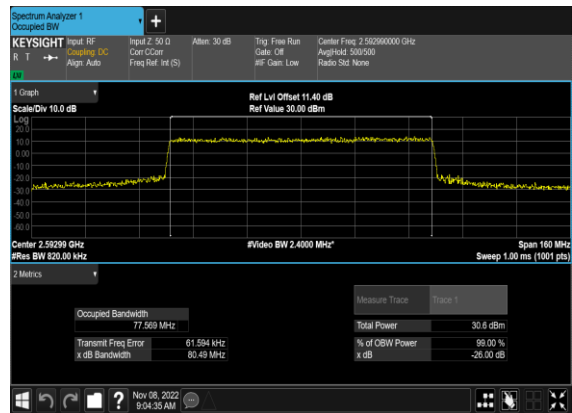 Spectrum Analyzer 1
Occupied BW
KEYSIGHT Input: RF Input Z: 50 Ω Atten: 30 dB Trig: Free Run Center Freq: 2.592990000 GHz
R T Coupling: DC Corr CCorr Gate: Off Avg|Hold: 500/500
Align: Auto Freq Ref: Int (S) #IF Gain: Low Radio Std: None
LW
1 Graph
Ref Lvl Offset 11.40 dB
Scale/Div 10.0 dB Ref Value 30.00 dBm
Log
20.0
10.0
0.00
-10.0
-20.0
-30.0
-40.0
-50.0
-60.0
Center 2.59299 GHz #Video BW 2.4000 MHz* Span 160 MHz
#Res BW 820.00 kHz Sweep 1.00 ms (1001 pts)
2 Metrics
Measure Trace Trace 1
Occupied Bandwidth
77.569 MHz Total Power 30.6 dBm
Transmit Freq Error 61.594 kHz % of OBW Power 99.00 %
x dB Bandwidth 80.49 MHz x dB -26.00 dB
? Nov 08, 2022
9:04:35 AM